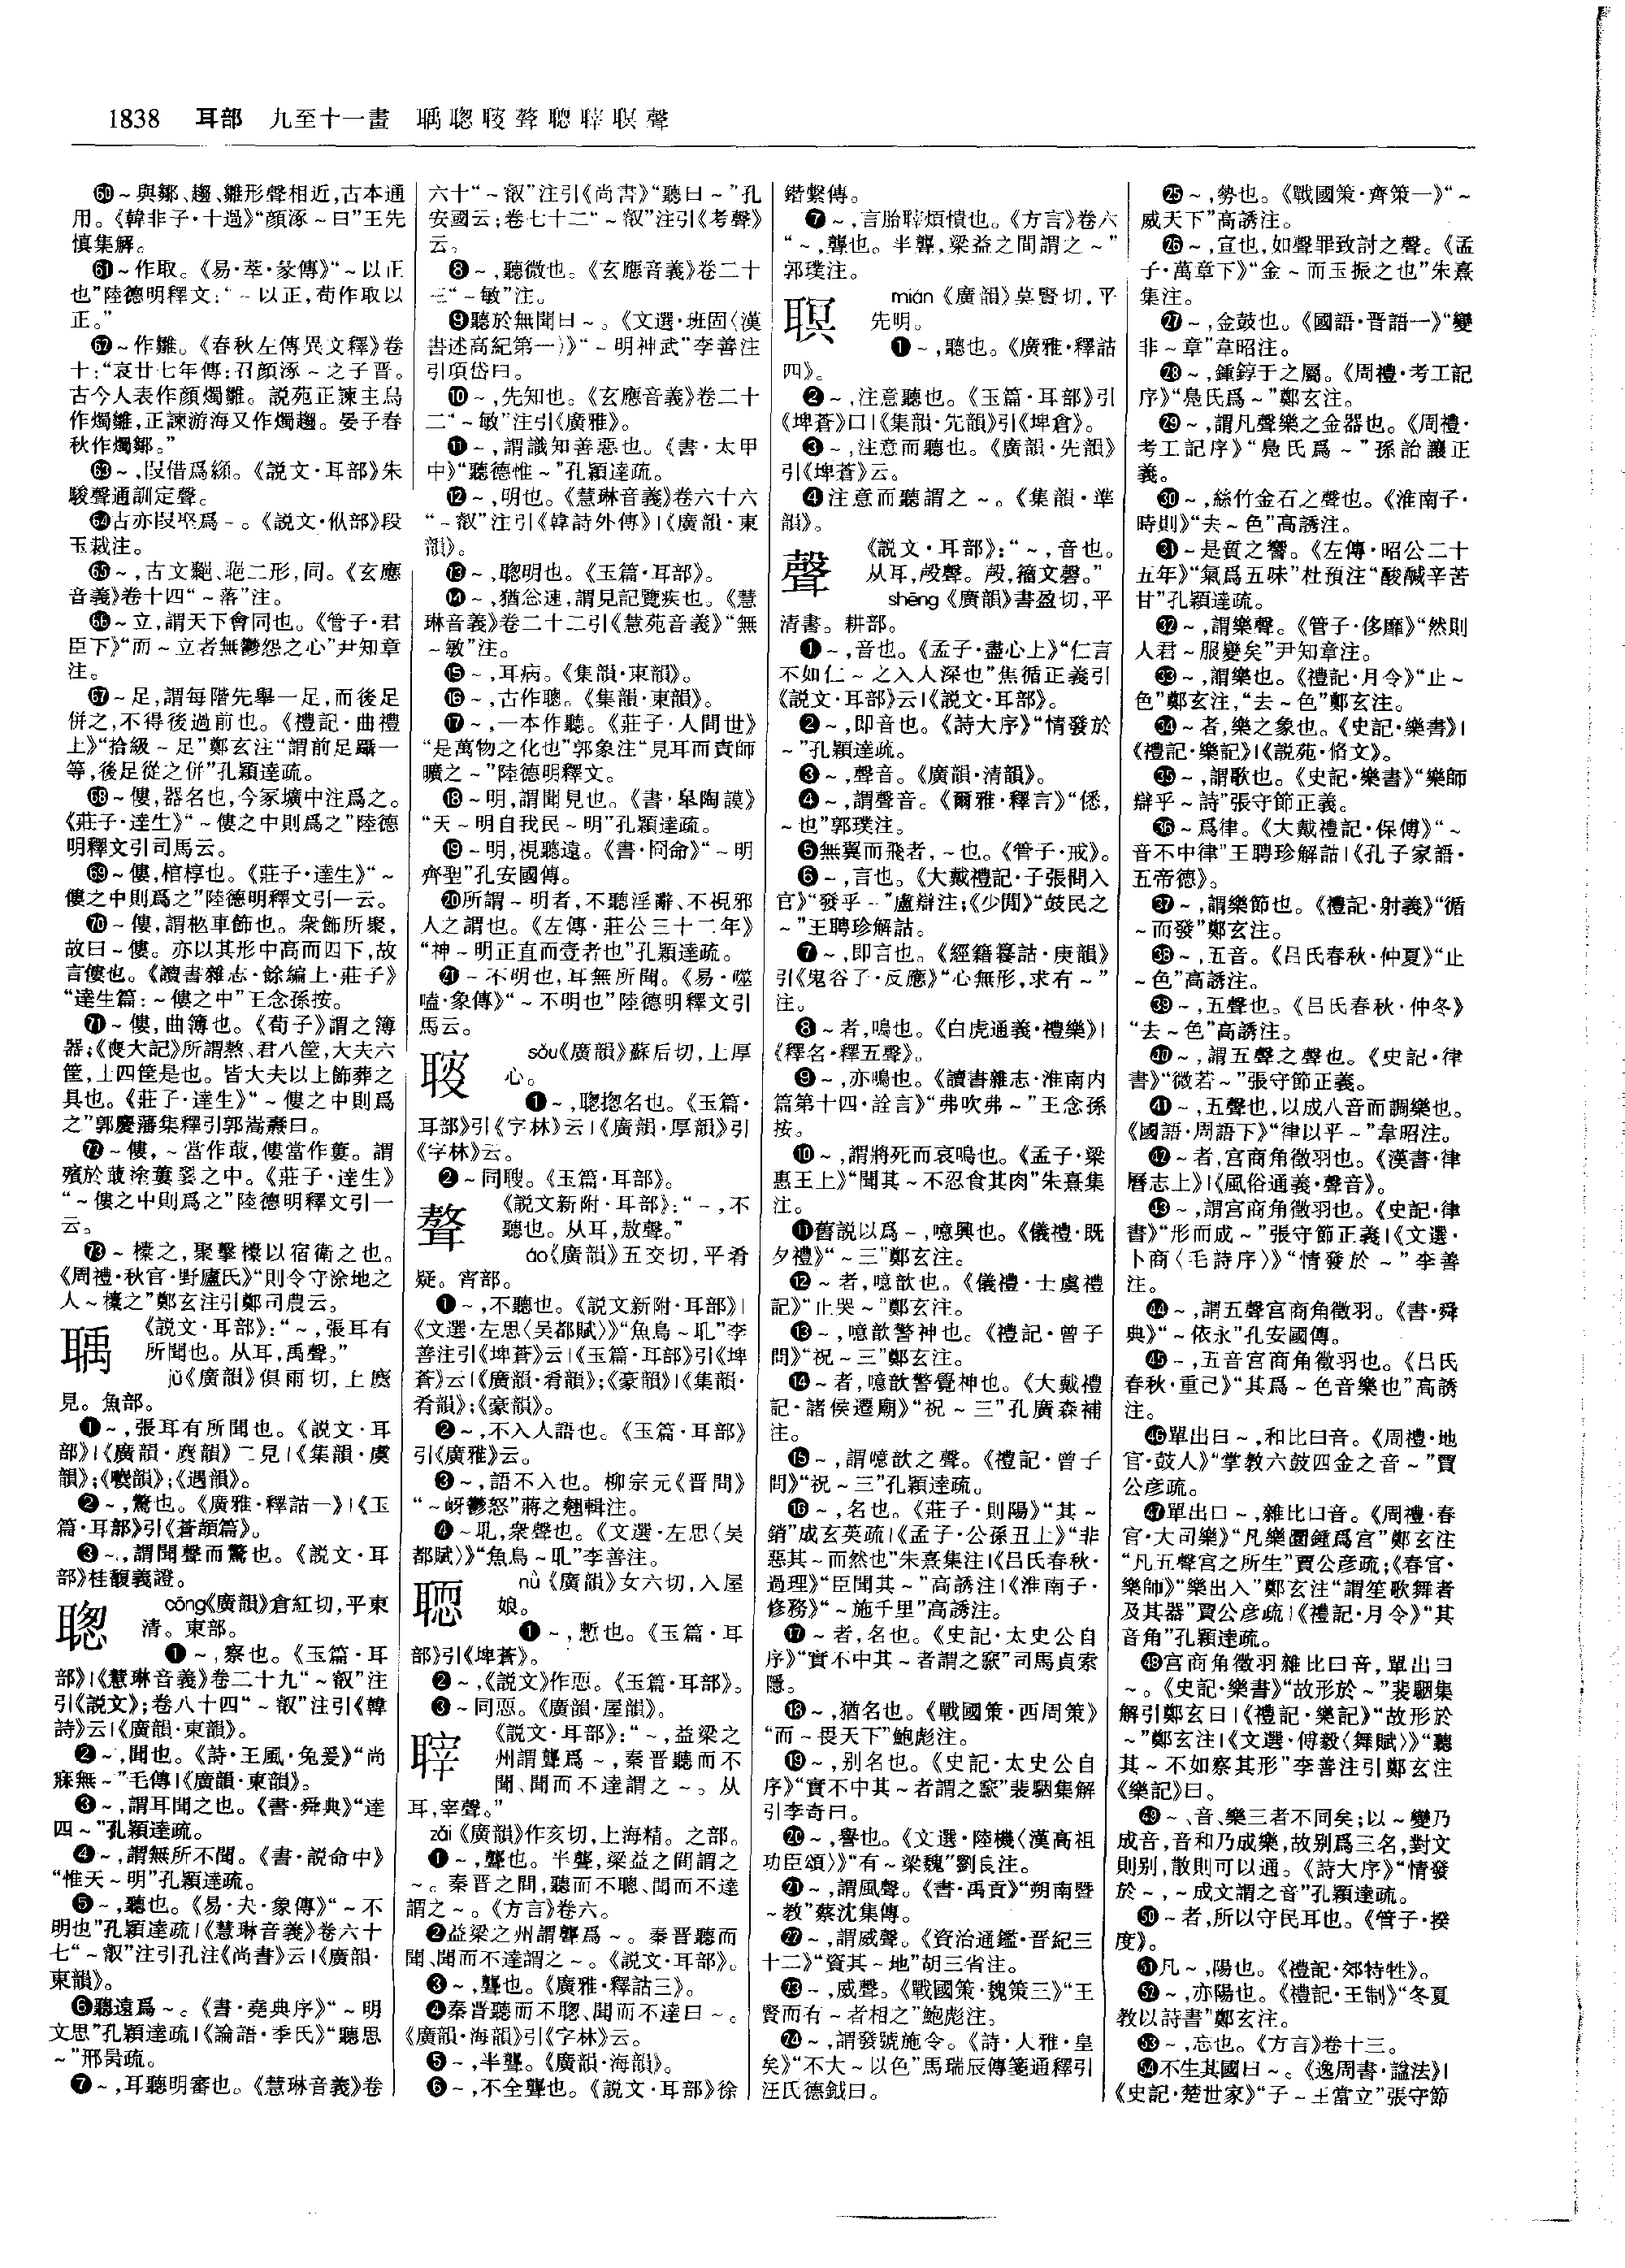 1838 耳部 九至十一畫 聥聰𦖷聱𦗓聹瞑聲
㊿~與鄒、趨、雛形聲相近,古本通
用。《韓非子·十過》“顔涿~曰”王先
慎集解。
~作取。《易·萃·彖傳》“~以正
也”陸德明釋文:“~以正,荀作取以
正。”
~作雛。《春秋左傳異文釋》卷
十:“哀廿七年傳:召顔涿~之子晋。
古今人表作顔燭雛。説苑正諫主鳥
作燭雛,正諫游海又作燭趨。晏子春
秋作燭鄒。”
~,叚借爲緅。《説文·耳部》朱
駿聲通訓定聲。
古亦叚冣爲~。《説文·㐺部》段
玉裁注。
音義》卷十四“~落”注。
~立,謂天下會同也。《管子·君
臣下》“而~立者無鬱怨之心”尹知章
注。
~足,謂每階先舉一足,而後足
併之,不得後過前也。《禮記·曲禮
上》“拾級~足”鄭玄注“謂前足躡一
等,後足從之併”孔穎達疏。
~僂,器名也,今冢壙中注爲之。
《莊子·達生》“~僂之中則爲之”陸德
明釋文引司馬云。
~僂,棺椁也。《莊子·達生》“~
僂之中則爲之”陸德明釋文引一云。
~僂,謂柩車飾也。衆飾所聚,
故曰~僂。亦以其形中高而四下,故
言僂也。《讀書雜志·餘編上·莊子》
“達生篇:~僂之中”王念孫按。
~僂,曲簿也。《荀子》謂之簿
器;《喪大記》所謂熬、君八筐,大夫六
筐,士四筐是也。皆大夫以上飾葬之
具也。《莊子·達生》“~僂之中則爲
之”郭慶藩集釋引郭嵩燾曰。
~僂,~當作菆,僂當作蔞。謂
殯於菆塗蔞翣之中。《莊子·達生》
“~僂之中則爲之”陸德明釋文引一
云。
~㯓之,聚擊㯓以宿衛之也。
《周禮·秋官·野廬氏》“則令守涂地之
人~㯓之”鄭玄注引鄭司農云。
聥 《説文·耳部》:“~,張耳有
所聞也。从耳,禹聲。”
jǔ《廣韻》俱雨切,上麌
見。魚部。
❶~,張耳有所聞也。《説文·耳
部》|《廣韻·麌韻》二見|《集韻·虞
韻》;《噳韻》;《遇韻》。
❷~,驚也。《廣雅·釋詁一》|《玉
篇·耳部》引《蒼頡篇》。
❸~,謂聞聲而驚也。《説文·耳
部》桂馥義證。
聰 cōng《廣韻》倉紅切,平東
清。東部。
❶~,察也。《玉篇·耳
部》|《慧琳音義》卷二十九“~叡”注
引《説文》;卷八十四“~叡”注引《韓
詩》云|《廣韻·東韻》。
❷~,聞也。《詩·王風·兔爰》“尚
寐無~”毛傳|《廣韻·東韻》。
❸~,謂耳聞之也。《書·舜典》“達
四~”孔穎達疏。
❹~,謂無所不聞。《書·説命中》
“惟天~明”孔穎達疏。
❺~,聽也。《易·夬·象傳》“~不
明也”孔穎達疏|《慧琳音義》卷六十
七“~叡”注引孔注《尚書》云|《廣韻·
東韻》。
❻聽遠爲~。《書·堯典序》“~明
文思”孔穎達疏|《論語·季氏》“聽思
~”邢昺疏。
❼~,耳聽明審也。《慧琳音義》卷
六十“~叡”注引《尚書》“聽曰~”孔
安國云;卷七十二“~叡”注引《考聲》
云。
❽~,聽微也。《玄應音義》卷二十
三“~敏”注。
❾聽於無聞曰~。《文選·班固〈漢
書述高紀第一〉》“~明神武”李善注
引項岱曰。
❿~,先知也。《玄應音義》卷二十
二“~敏”注引《廣雅》。
⓫~,謂識知善惡也。《書·太甲
中》“聽德惟~”孔穎達疏。
⓬~,明也。《慧琳音義》卷六十六
“~叡”注引《韓詩外傳》|《廣韻·東
韻》。
⓭~,聰明也。《玉篇·耳部》。
⓮~,猶忩速,謂見記覽疾也。《慧
琳音義》卷二十二引《慧苑音義》“無
~敏”注。
⓯~,耳病。《集韻·東韻》。
⓰~,古作聰。《集韻·東韻》。
⓱~,一本作聽。《莊子·人間世》
“是萬物之化也”郭象注“見耳而責師
曠之~”陸德明釋文。
⓲~明,謂聞見也。《書·皋陶謨》
“天~明自我民~明”孔穎達疏。
⓳~明,視聽遠。《書·冏命》“~明
齊聖”孔安國傳。
⓴所謂~明者,不聽淫辭、不視邪
人之謂也。《左傳·莊公三十二年》
“神~明正直而壹者也”孔穎達疏。
㉑~不明也,耳無所聞。《易·噬
嗑·象傳》“~不明也”陸德明釋文引
馬云。
sǒu《廣韻》蘇后切,上厚
心。
❶~,聰揔名也。《玉篇·
耳部》引《字林》云|《廣韻·厚韻》引
《字林》云。
❷~同䏂。《玉篇·耳部》。
聱 《説文新附·耳部》:“~,不
聽也。从耳,敖聲。”
áo《廣韻》五交切,平肴
疑。宵部。
❶~,不聽也。《説文新附·耳部》|
《文選·左思〈吴都賦〉》“魚鳥~耴”李
善注引《埤蒼》云|《玉篇·耳部》引《埤
蒼》云|《廣韻·肴韻》;《豪韻》|《集韻·
肴韻》;《豪韻》。
❷~,不入人語也。《玉篇·耳部》
引《廣雅》云。
❸~,語不入也。柳宗元《晋問》
“~岈鬱怒”蔣之翹輯注。
❹~耴,衆聲也。《文選·左思〈吴
都賦〉》“魚鳥~耴”李善注。
nǜ《廣韻》女六切,入屋
娘。
❶~,慙也。《玉篇·耳
部》引《埤蒼》。
❷~,《説文》作恧。《玉篇·耳部》。
❸~同恧。《廣韻·屋韻》。
䏁 《説文·耳部》:“~,益梁之
州謂聾爲~,秦晋聽而不
聞、聞而不達謂之~。从
耳,宰聲。”
zǎi《廣韻》作亥切,上海精。之部。
❶~,聾也。半聾,梁益之間謂之
~。秦晋之間,聽而不聰、聞而不達
謂之~。《方言》卷六。
❷益梁之州謂聾爲~。秦晋聽而
聞、聞而不達謂之~。《説文·耳部》。
❸~,聾也。《廣雅·釋詁三》。
❹秦晋聽而不聰、聞而不達曰~。
《廣韻·海韻》引《字林》云。
❺~,半聾。《廣韻·海韻》。
❻~,不全聾也。《説文·耳部》徐
鍇繫傳。
❼~,言胎䏁煩憒也。《方言》卷六
“~,聾也。半聾,梁益之間謂之~”
郭璞注。
mián《廣韻》莫賢切,平
先明。
❶~,聽也。《廣雅·釋詁
四》。
❷~,注意聽也。《玉篇·耳部》引
《埤蒼》曰|《集韻·先韻》引《埤倉》。
❸~,注意而聽也。《廣韻·先韻》
引《埤蒼》云。
❹注意而聽謂之~。《集韻·準
韻》。
聲 《説文·耳部》:“~,音也。
从耳,殸聲。殸,籀文磬。”
shēng《廣韻》書盈切,平
清書。耕部。
❶~,音也。《孟子·盡心上》“仁言
不如仁~之入人深也”焦循正義引
《説文·耳部》云|《説文·耳部》。
❷~,即音也。《詩大序》“情發於
~”孔穎達疏。
❸~,聲音。《廣韻·清韻》。
❹~,謂聲音。《爾雅·釋言》“僁,
~也”郭璞注。
❺無翼而飛者,~也。《管子·戒》。
❻~,言也。《大戴禮記·子張問入
官》“發乎~”盧辯注;《少閒》“鼓民之
~”王聘珍解詁。
❼~,即言也。《經籍籑詁·庚韻》
引《鬼谷子·反應》“心無形,求有~”
注。
❽~者,鳴也。《白虎通義·禮樂》|
《釋名·釋五聲》。
❾~,亦鳴也。《讀書雜志·淮南内
篇第十四·詮言》“弗吹弗~”王念孫
按。
❿~,謂將死而哀鳴也。《孟子·梁
惠王上》“聞其~不忍食其肉”朱熹集
注。
⓫舊説以爲~,噫興也。《儀禮·既
夕禮》“~三”鄭玄注。
⓬~者,噫歆也。《儀禮·士虞禮
記》“止哭~”鄭玄注。
⓭~,噫歆警神也。《禮記·曾子
問》“祝~三”鄭玄注。
⓮~者,噫歆警覺神也。《大戴禮
記·諸侯遷廟》“祝~三”孔廣森補
注。
⓯~,謂噫歆之聲。《禮記·曾子
問》“祝~三”孔穎達疏。
⓰~,名也。《莊子·則陽》“其~
銷”成玄英疏|《孟子·公孫丑上》“非
惡其~而然也”朱熹集注|《吕氏春秋·
過理》“臣聞其~”高誘注|《淮南子·
修務》“~施千里”高誘注。
⓱~者,名也。《史記·太史公自
序》“實不中其~者謂之窾”司馬貞索
隱。
⓲~,猶名也。《戰國策·西周策》
“而~畏天下”鮑彪注。
⓳~,别名也。《史記·太史公自
序》“實不中其~者謂之窾”裴駰集解
引李奇曰。
⓴~,譽也。《文選·陸機〈漢高祖
功臣頌〉》“有~梁魏”劉良注。
㉑~,謂風聲。《書·禹貢》“朔南暨
~教”蔡沈集傳。
㉒~,謂威聲。《資治通鑑·晋紀三
十二》“資其~地”胡三省注。
㉓~,威聲。《戰國策·魏策三》“王
賢而有~者相之”鮑彪注。
㉔~,謂發號施令。《詩·大雅·皇
矣》“不大~以色”馬瑞辰傳箋通釋引
汪氏德鉞曰。
㉕~,勢也。《戰國策·齊策一》“~
威天下”高誘注。
㉖~,宣也,如聲罪致討之聲。《孟
子·萬章下》“金~而玉振之也”朱熹
集注。
㉗~,金鼓也。《國語·晋語一》“變
非~章”韋昭注。
㉘~,鍾錞于之屬。《周禮·考工記
序》“鳧氏爲~”鄭玄注。
㉙~,謂凡聲樂之金器也。《周禮·
考工記序》“鳧氏爲~”孫詒讓正
義。
㉚~,絲竹金石之聲也。《淮南子·
時則》“去~色”高誘注。
㉛~是質之響。《左傳·昭公二十
五年》“氣爲五味”杜預注“酸鹹辛苦
甘”孔穎達疏。
㉜~,謂樂聲。《管子·侈靡》“然則
人君~服變矣”尹知章注。
㉝~,謂樂也。《禮記·月令》“止~
色”鄭玄注,“去~色”鄭玄注。
㉞~者,樂之象也。《史記·樂書》|
《禮記·樂記》|《説苑·脩文》。
㉟~,謂歌也。《史記·樂書》“樂師
辯乎~詩”張守節正義。
㊱~爲律。《大戴禮記·保傅》“~
音不中律”王聘珍解詁|《孔子家語·
五帝德》。
㊲~,謂樂節也。《禮記·射義》“循
~而發”鄭玄注。
㊳~,五音。《吕氏春秋·仲夏》“止
~色”高誘注。
㊴~,五聲也。《吕氏春秋·仲冬》
“去~色”高誘注。
㊵~,謂五聲之聲也。《史記·律
書》“微若~”張守節正義。
㊶~,五聲也,以成八音而調樂也。
《國語·周語下》“律以平~”韋昭注。
㊷~者,宫商角徵羽也。《漢書·律
曆志上》|《風俗通義·聲音》。
㊸~,謂宫商角徵羽也。《史記·律
書》“形而成~”張守節正義|《文選·
卜商〈毛詩序〉》“情發於~”李善
注。
㊹~,謂五聲宫商角徵羽。《書·舜
典》“~依永”孔安國傳。
㊺~,五音宫商角徵羽也。《吕氏
春秋·重己》“其爲~色音樂也”高誘
注。
㊻單出曰~,和比曰音。《周禮·地
官·鼓人》“掌教六鼓四金之音~”賈
公彦疏。
㊼單出曰~,雜比曰音。《周禮·春
官·大司樂》“凡樂圜鍾爲宫”鄭玄注
“凡五聲宫之所生”賈公彦疏;《春官·
樂師》“樂出入”鄭玄注“謂笙歌舞者
及其器”賈公彦疏|《禮記·月令》“其
音角”孔穎達疏。
㊽宫商角徵羽雜比曰音,單出曰
~。《史記·樂書》“故形於~”裴駰集
解引鄭玄曰|《禮記·樂記》“故形於
~”鄭玄注|《文選·傅毅〈舞賦〉》“聽
其~不如察其形”李善注引鄭玄注
《樂記》曰。
㊾~、音、樂三者不同矣;以~變乃
成音,音和乃成樂,故别爲三名,對文
則别,散則可以通。《詩大序》“情發
於~,~成文謂之音”孔穎達疏。
㊿~者,所以守民耳也。《管子·揆
度》。
凡~,陽也。《禮記·郊特牲》。
~,亦陽也。《禮記·王制》“冬夏
教以詩書”鄭玄注。
~,忘也。《方言》卷十三。
不生其國曰~。《逸周書·謚法》|
《史記·楚世家》“子~王當立”張守節